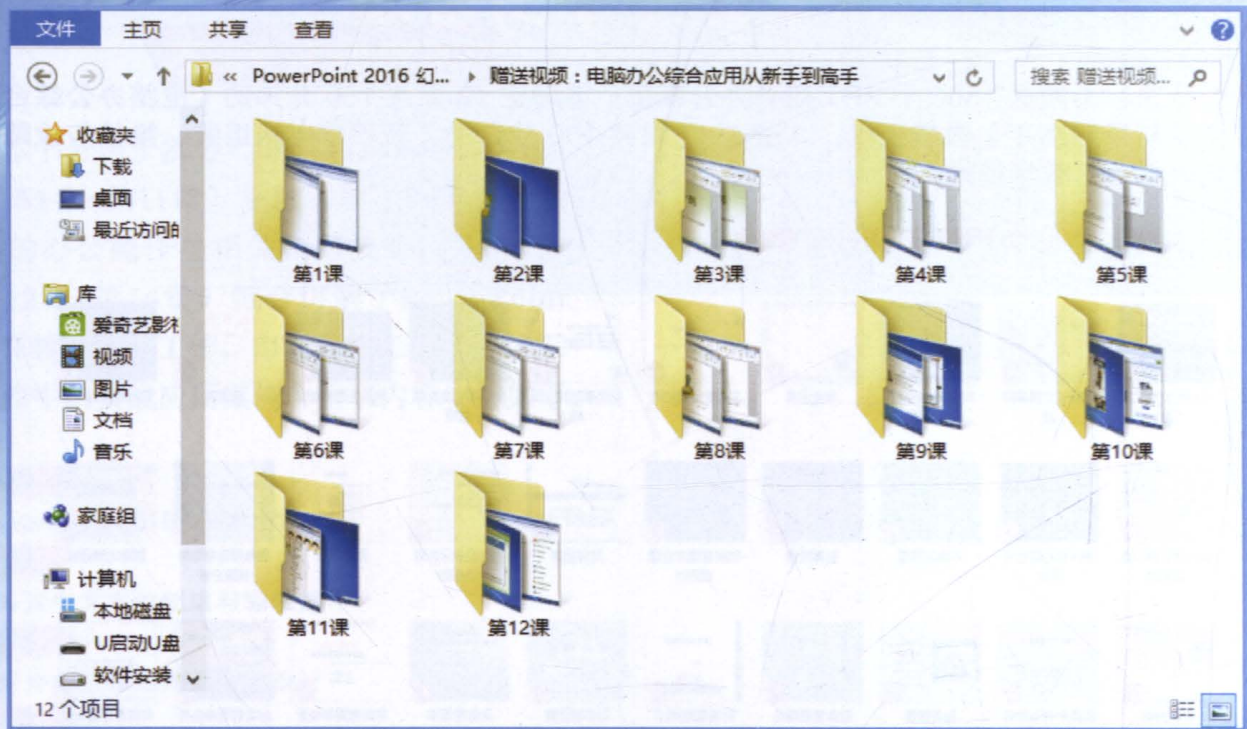 文件 主页 共享 查看
« PowerPoint 2016 幻... 赠送视频：电脑办公综合应用从新手到高手 搜索 赠送视频...
收藏夹
下载
桌面
最近访问的
库
爱奇艺影视
视频
图片
文档
音乐
家庭组
计算机
本地磁盘
U启动U盘
软件安装
第1课 第2课 第3课 第4课 第5课
第6课 第7课 第8课 第9课 第10课
第11课 第12课
12 个项目